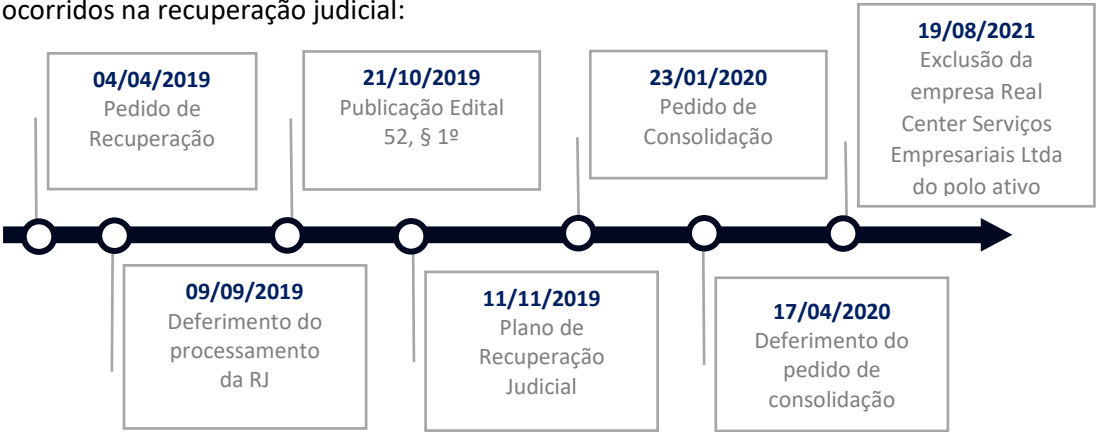 ocorridos na recuperação judicial:
04/04/2019
Pedido de
Recuperação
21/10/2019
Publicação Edital
52, § 1º
23/01/2020
Pedido de
Consolidação
19/08/2021
Exclusão da
empresa Real
Center Serviços
Empresariais Ltda
do polo ativo
09/09/2019
Deferimento do
processamento
da RJ
11/11/2019
Plano de
Recuperação
Judicial
17/04/2020
Deferimento do
pedido de
consolidação